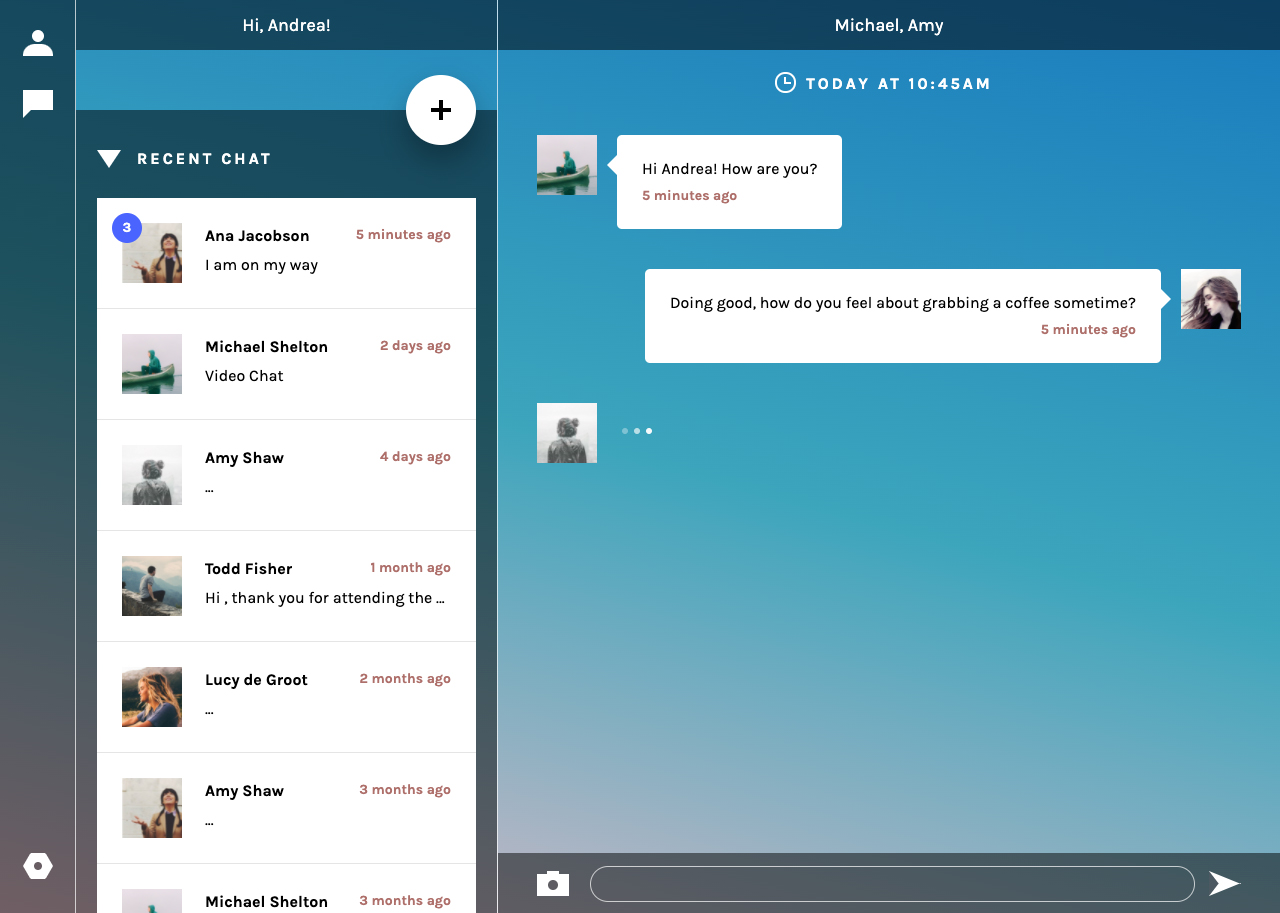 Hi, Andrea!
RECENT CHAT
3
Ana Jacobson
5 minutes ago
I am on my way
Michael Shelton
2 days ago
Video Chat
Amy Shaw
4 days ago
...
Todd Fisher
1 month ago
Hi , thank you for attending the ...
Lucy de Groot
2 months ago
...
Amy Shaw
3 months ago
...
Michael Shelton
3 months ago
Michael, Amy
TODAY AT 10:45AM
Hi Andrea! How are you?
5 minutes ago
Doing good, how do you feel about grabbing a coffee sometime?
5 minutes ago